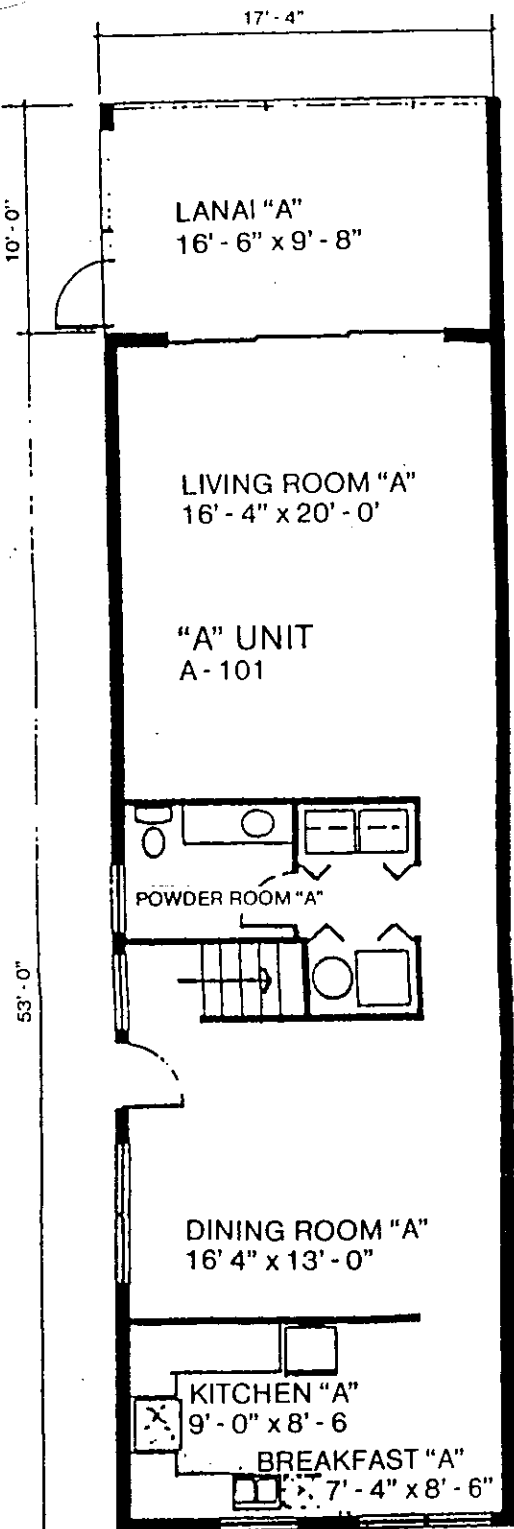 17' - 4"
10' - 0"
LANAI “A”
16' - 6” x 9' - 8”
LIVING ROOM “A”
16' - 4” x 20' - 0'
“A” UNIT
A - 101
POWDER ROOM “A”
53' - 0"
DINING ROOM “A”
16' 4” x 13' - 0”
KITCHEN “A”
9' - 0” x 8' - 6
BREAKFAST “A”
7' - 4” x 8' - 6”